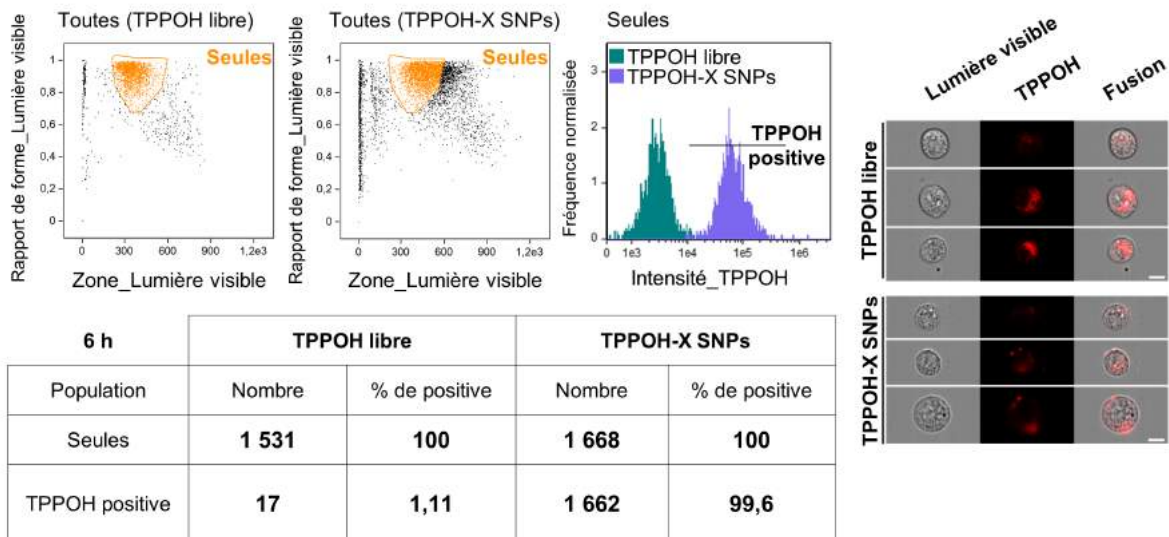 Toutes (TPPOH libre)
Rapport de forme_Lumière visible
Seules
1
0,8
0,6
0,4
0,2
0
0 300 600 900 1,2e3
Zone_Lumière visible
Toutes (TPPOH-X SNPs)
Rapport de forme_Lumière visible
Seules
1
0,8
0,6
0,4
0,2
0
0 300 600 900 1,2e3
Zone_Lumière visible
Seules
Fréquence normalisée
TPPOH libre
TPPOH-X SNPs
TPPOH
positive
3
2
1
0
0 1e3 1e4 1e5 1e6
Intensité_TPPOH
Lumière visible
TPPOH
Fusion
TPPOH libre
TPPOH-X SNPs
6 h TPPOH libre TPPOH-X SNPs
Population Nombre % de positive Nombre % de positive
Seules 1 531 100 1 668 100
TPPOH positive 17 1,11 1 662 99,6